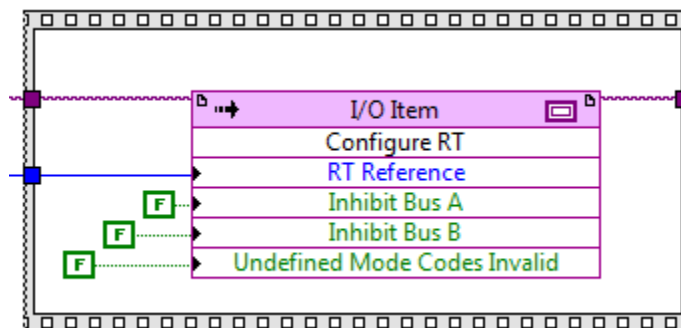 I/O Item
Configure RT
RT Reference
F Inhibit Bus A
F Inhibit Bus B
F Undefined Mode Codes Invalid